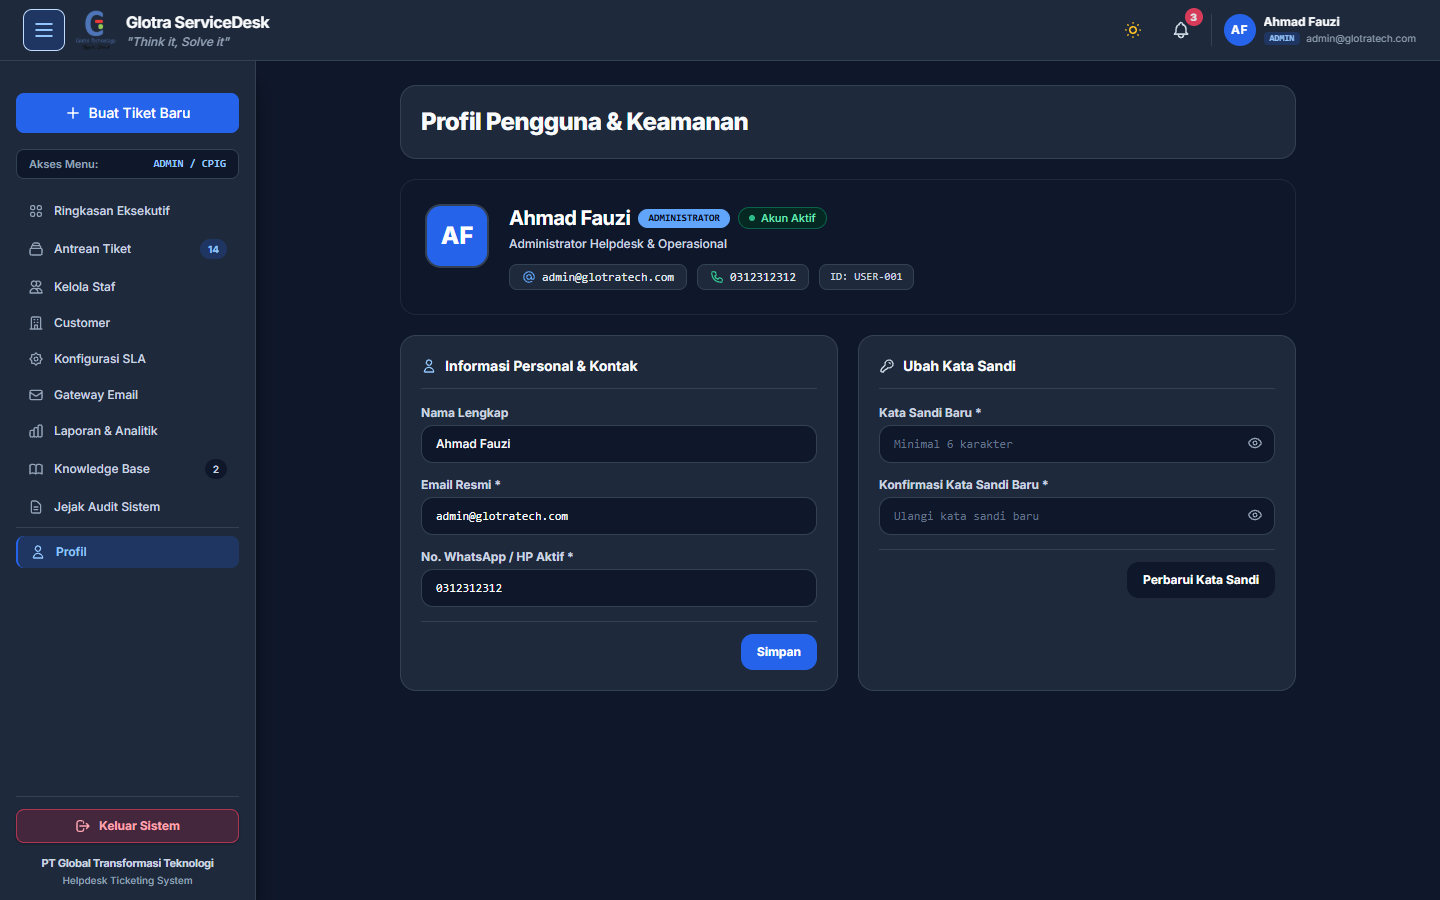 Glotra ServiceDesk
"Think it, Solve it"
3
AF
Ahmad Fauzi
ADMIN admin@glotratech.com
Buat Tiket Baru
Akses Menu: ADMIN / CPIG
Ringkasan Eksekutif
Antrean Tiket 14
Kelola Staf
Customer
Konfigurasi SLA
Gateway Email
Laporan & Analitik
Knowledge Base 2
Jejak Audit Sistem
Profil
Keluar Sistem
PT Global Transformasi Teknologi
Helpdesk Ticketing System
Profil Pengguna & Keamanan
AF
Ahmad Fauzi ADMINISTRATOR Akun Aktif
Administrator Helpdesk & Operasional
admin@glotratech.com 0312312312 ID: USER-001
Informasi Personal & Kontak
Nama Lengkap
Ahmad Fauzi
Email Resmi *
admin@glotratech.com
No. WhatsApp / HP Aktif *
0312312312
Simpan
Ubah Kata Sandi
Kata Sandi Baru *
Minimal 6 karakter
Konfirmasi Kata Sandi Baru *
Ulangi kata sandi baru
Perbarui Kata Sandi